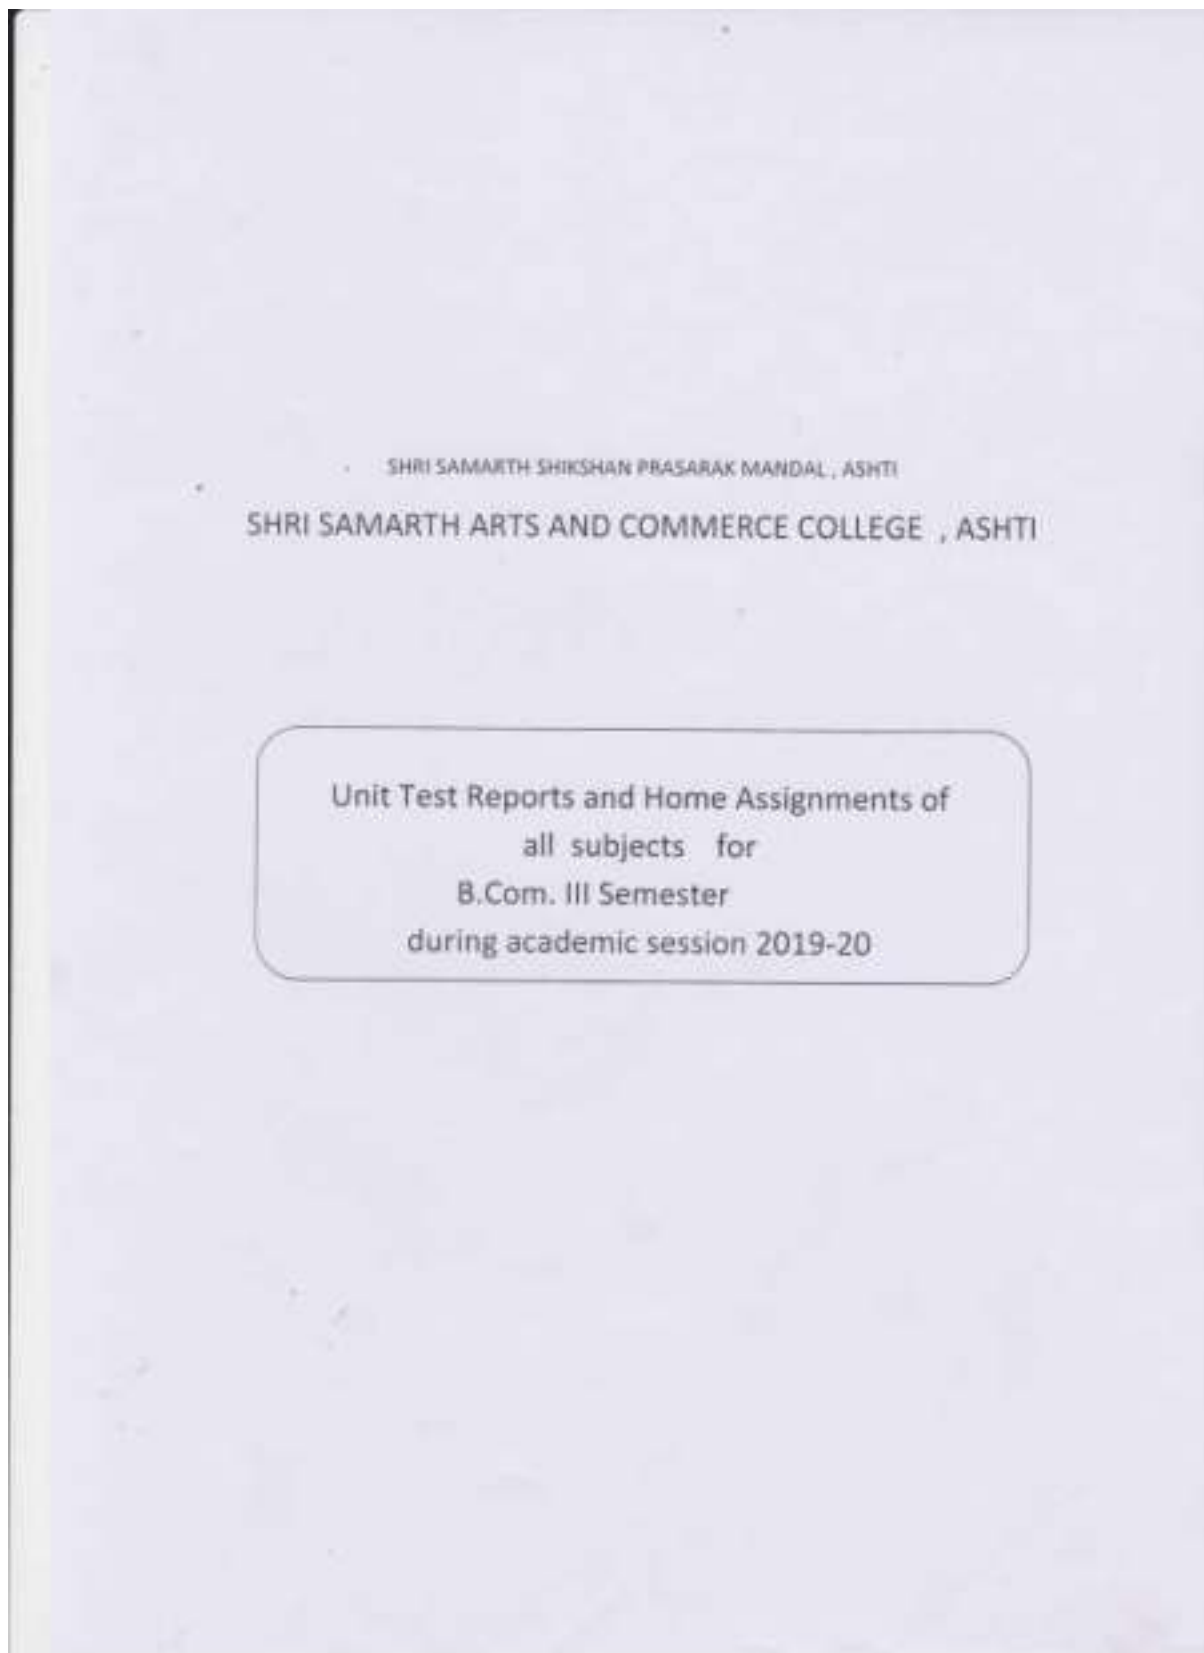 SHRI SAMARTH SHIKSHAN PRASARAK MANDAL , ASHTI
SHRI SAMARTH ARTS AND COMMERCE COLLEGE , ASHTI
Unit Test Reports and Home Assignments of
all subjects for
B.Com. III Semester
during academic session 2019-20